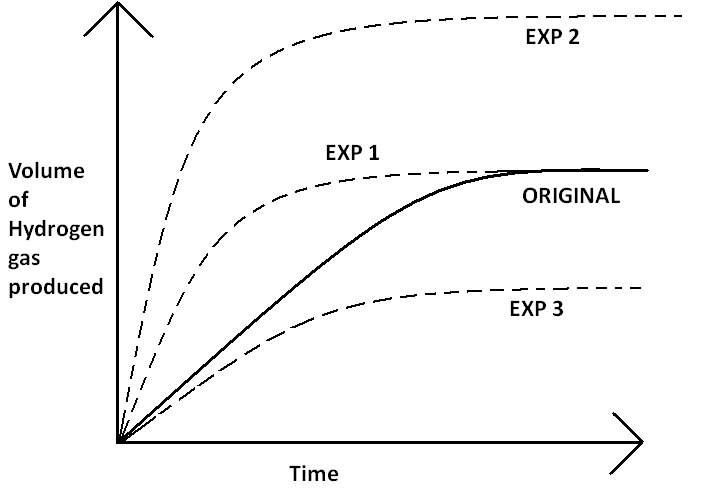 EXP 2
EXP 1
Volume
of
Hydrogen
gas
produced
ORIGINAL
EXP 3
Time